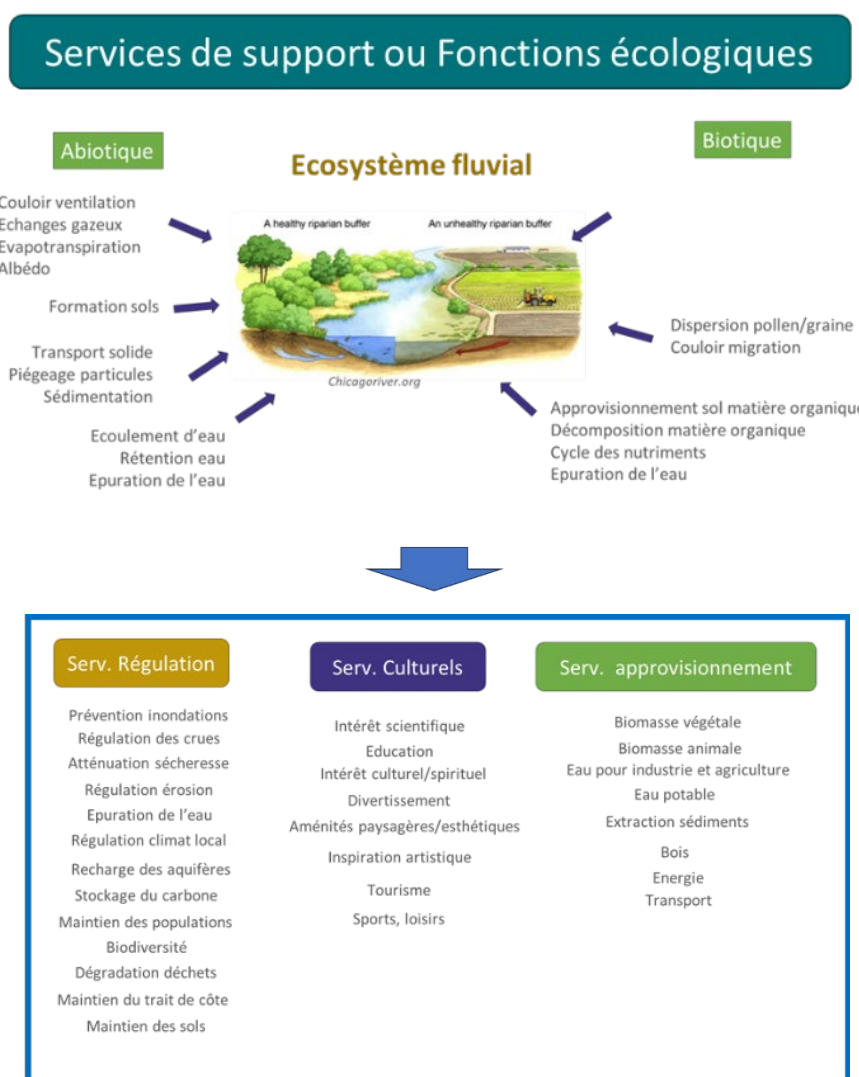 Services de support ou Fonctions écologiques
Abiotique
Biotique
Ecosystème fluvial
Couloir ventilation
Echanges gazeux
Evapotranspiration
Albédo
A healthy riparian buffer
An unhealthy riparian buffer
Formation sols
Transport solide
Piégeage particules
Sédimentation
Chicagoriver.org
Dispersion pollen/graine
Couloir migration
Ecoulement d'eau
Rétention eau
Epuration de l'eau
Approvisionnement sol matière organique
Décomposition matière organique
Cycle des nutriments
Epuration de l'eau
Serv. Régulation
Prévention inondations
Régulation des crues
Atténuation sécheresse
Régulation érosion
Epuration de l'eau
Régulation climat local
Recharge des aquifères
Stockage du carbone
Maintien des populations
Biodiversité
Dégradation déchets
Maintien du trait de côte
Maintien des sols
Serv. Culturels
Intérêt scientifique
Education
Intérêt culturel/spirituel
Divertissement
Aménités paysagères/esthétiques
Inspiration artistique
Tourisme
Sports, loisirs
Serv. approvisionnement
Biomasse végétale
Biomasse animale
Eau pour industrie et agriculture
Eau potable
Extraction sédiments
Bois
Energie
Transport